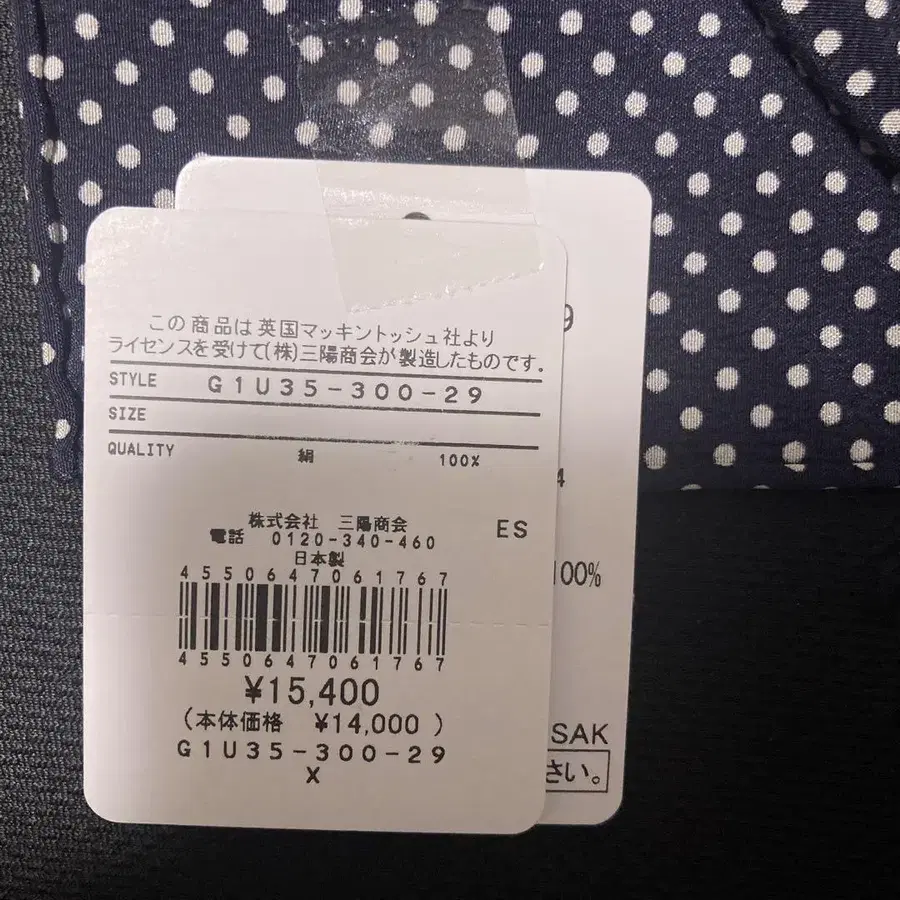 この商品は英国マッキントッシュ社より
ライセンスを受けて(株)三陽商会が製造したものです。
STYLE G1U35-300-29
SIZE
QUALITY 絹 100%
株式会社 三陽商会
電話 0120-340-460
日本製
ES
4550647061767
4550647061767
¥15,400
(本体価格 ¥14,000 )
G1U35-300-29
X
9
4
100%
SAK
さい。